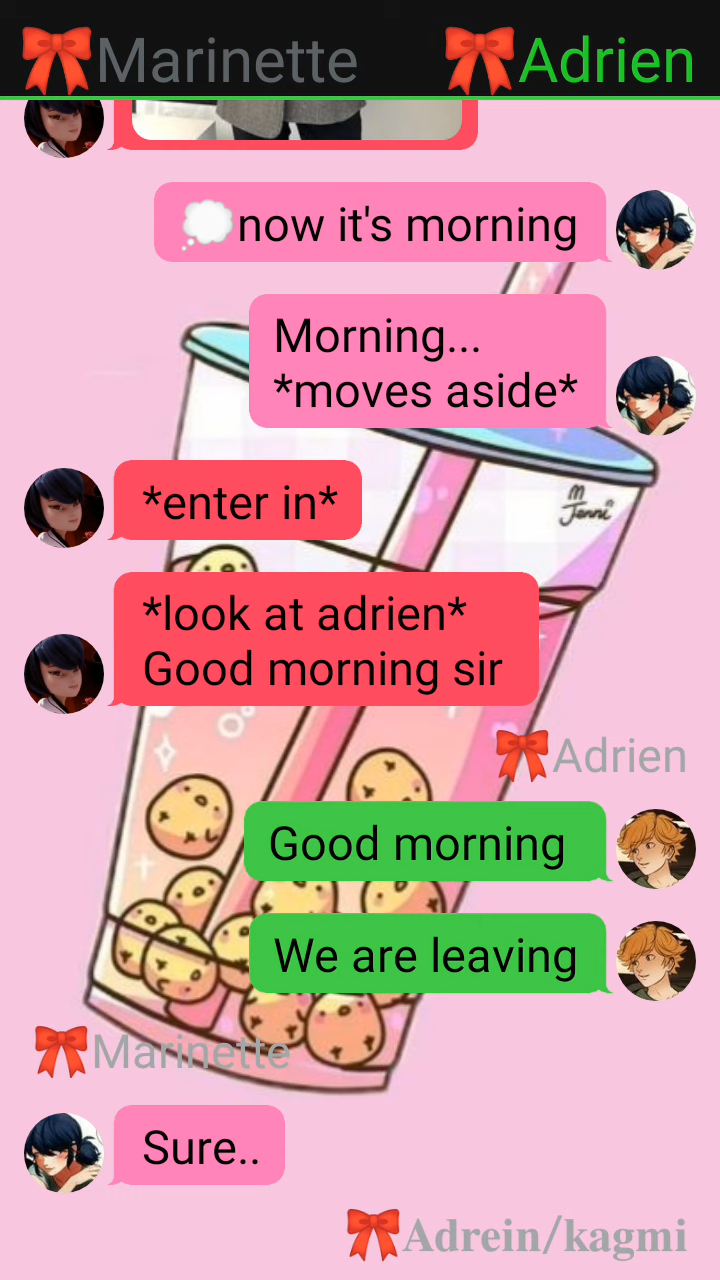 🎀Marinette 🎀Adrien
💭now it's morning
Morning...
*moves aside*
M
Jenni
*enter in*
*look at adrien*
Good morning sir
🎀Adrien
Good morning
We are leaving
🎀Marinette
Sure..
🎀Adrein/kagmi